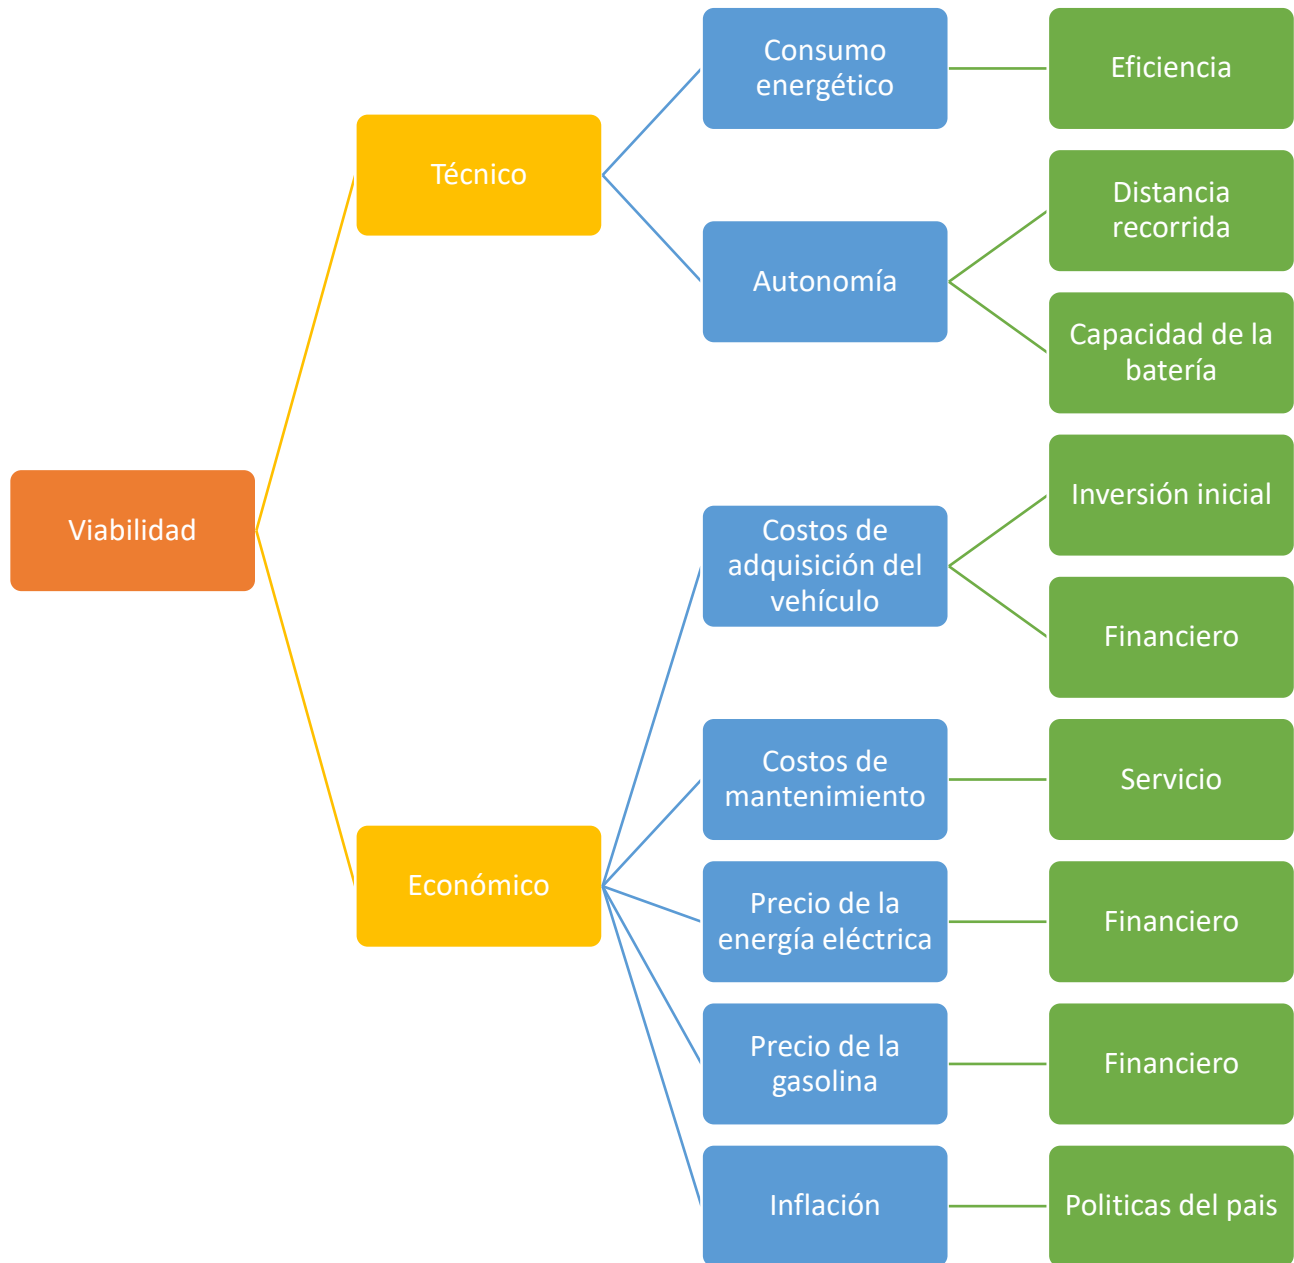 Consumo
energético
Eficiencia
Técnico
Distancia
recorrida
Autonomía
Capacidad de la
batería
Viabilidad
Inversión inicial
Costos de
adquisición del
vehículo
Financiero
Costos de
mantenimiento
Servicio
Económico
Precio de la
energía eléctrica
Financiero
Precio de la
gasolina
Financiero
Inflación
Politicas del pais